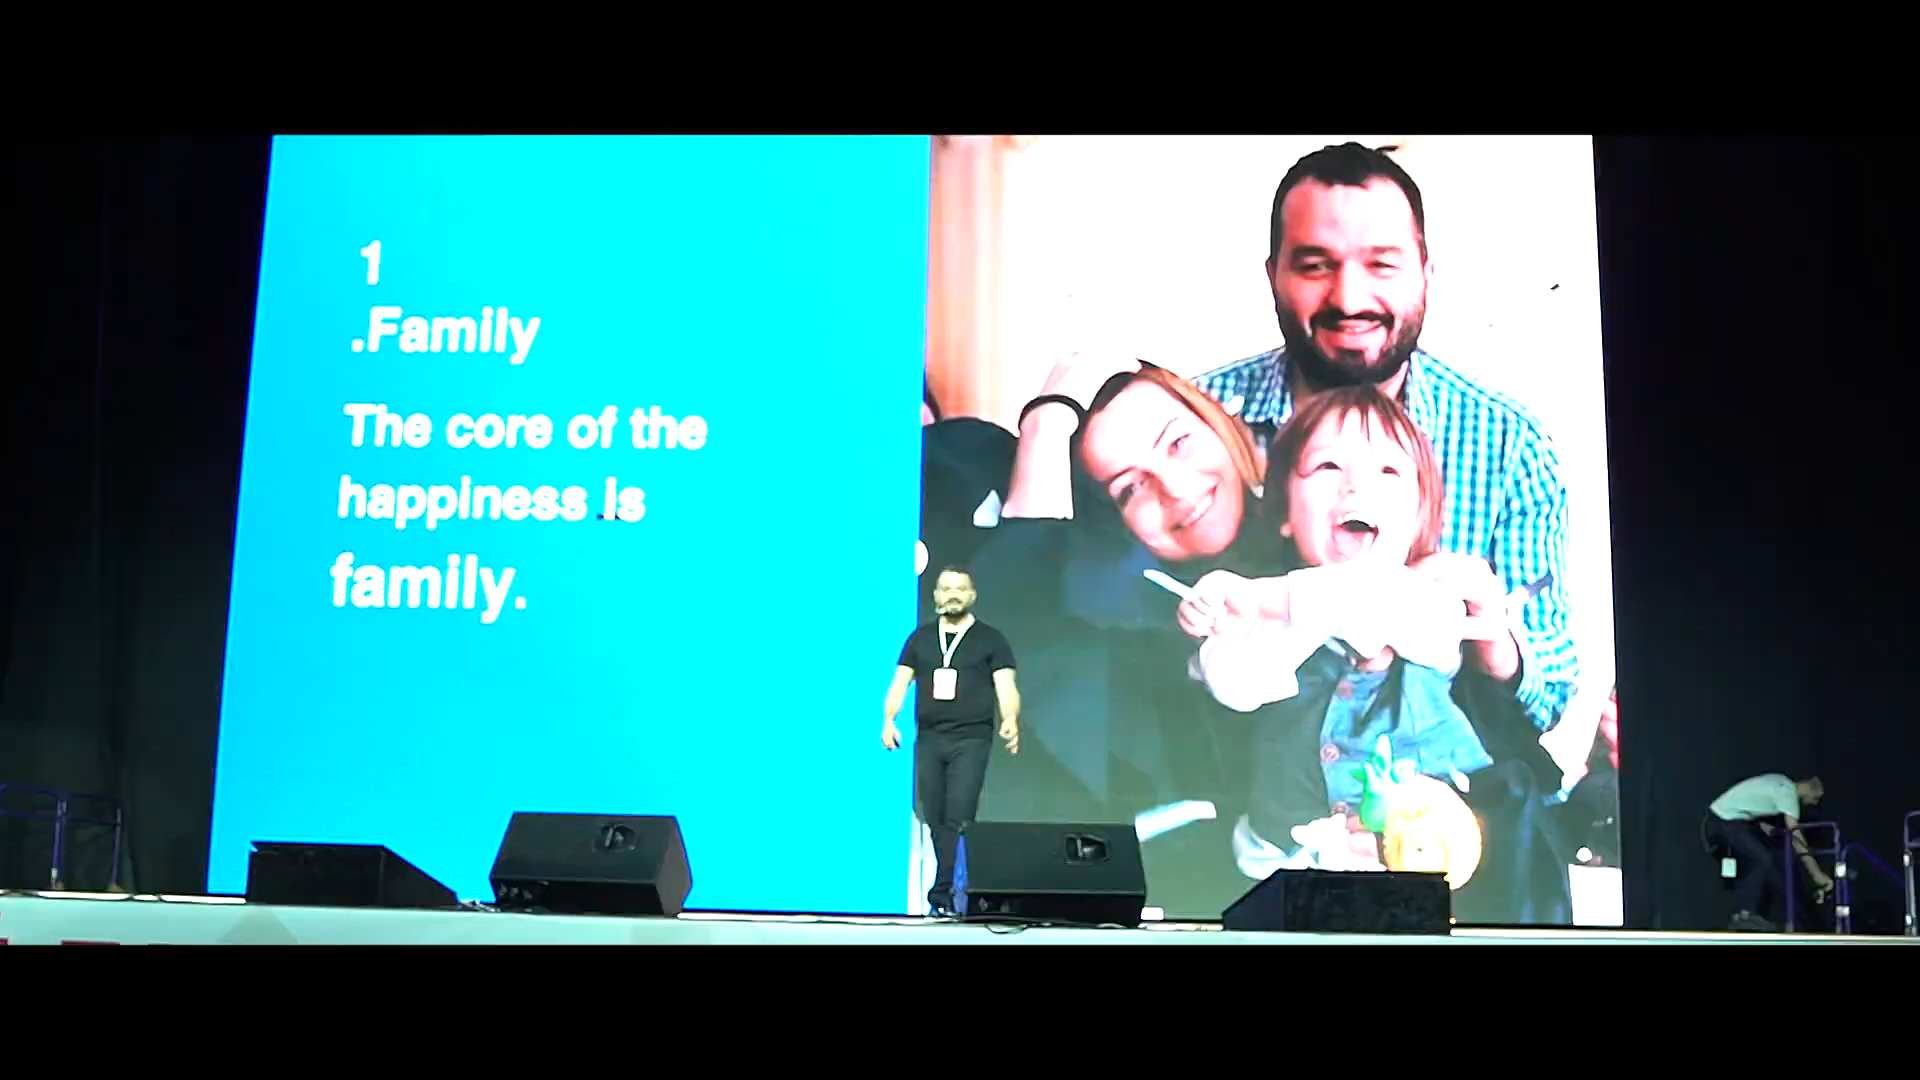 1
.Family
The core of the
happiness is
family.